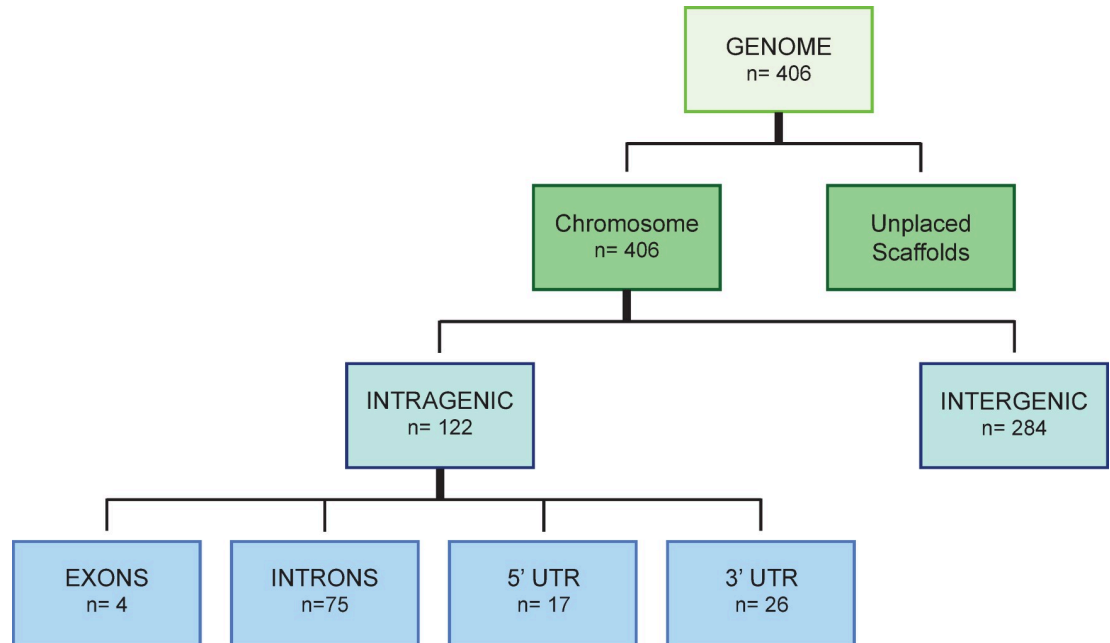 GENOME
n= 406
Chromosome
n= 406
Unplaced
Scaffolds
INTRAGENIC
n= 122
INTERGENIC
n= 284
EXONS
n= 4
INTRONS
n=75
5’ UTR
n= 17
3’ UTR
n= 26